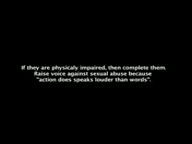 If they are physicaly impaired, then complete them.
Raise voice against sexual abuse because
"action does speaks louder than words".